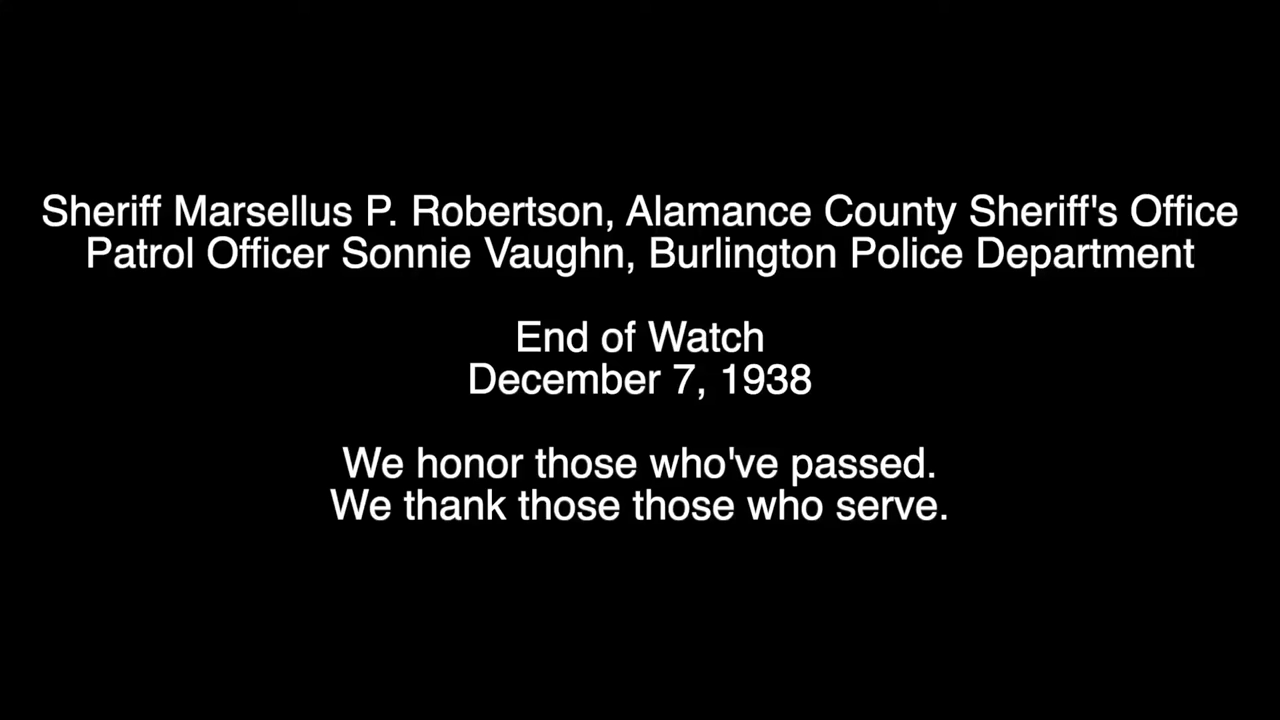 Sheriff Marsellus P. Robertson, Alamance County Sheriff's Office
Patrol Officer Sonnie Vaughn, Burlington Police Department
End of Watch
December 7, 1938
We honor those who've passed.
We thank those those who serve.